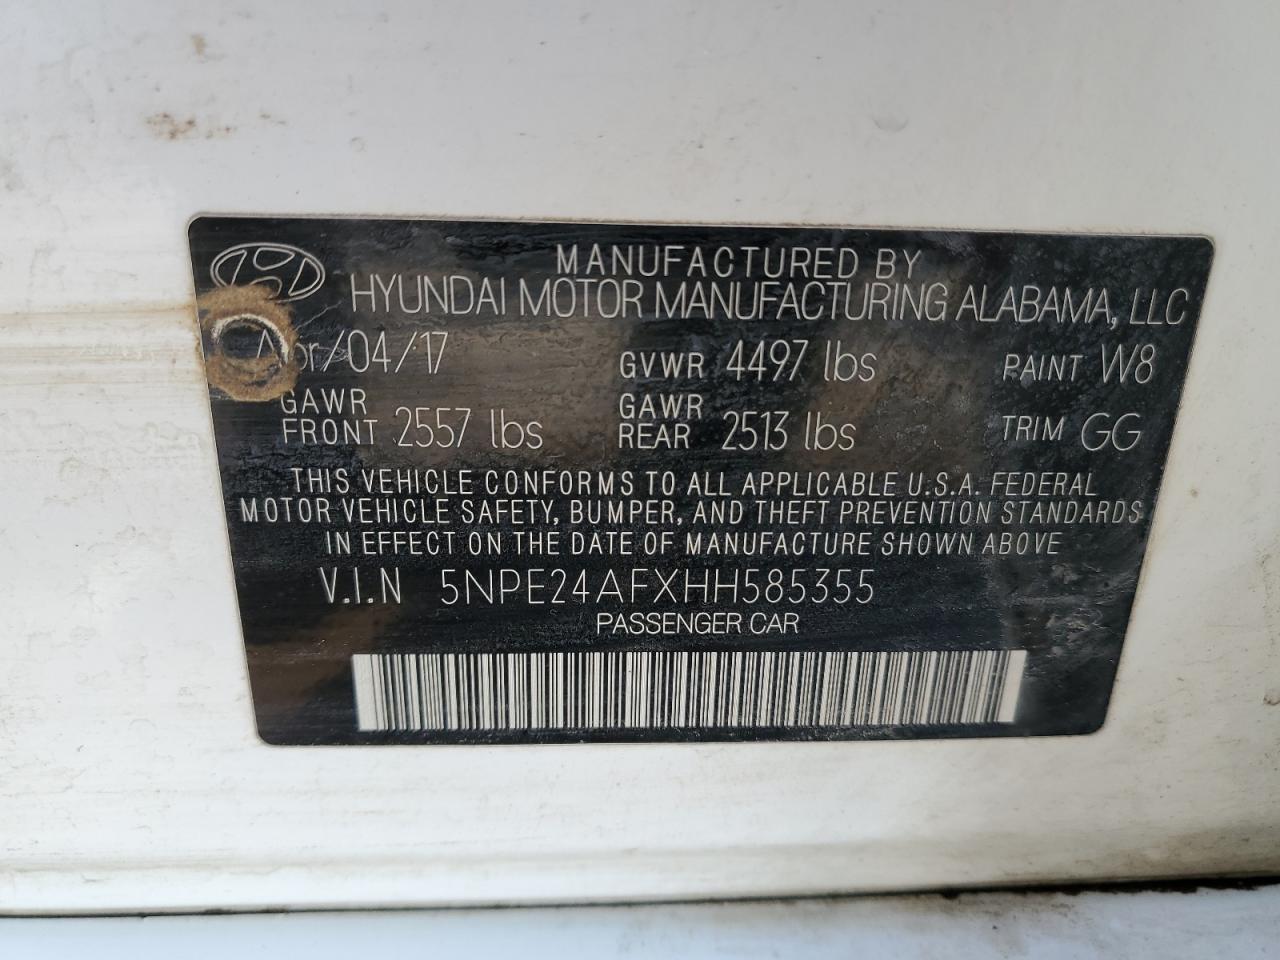 MANUFACTURED BY
HYUNDAI MOTOR MANUFACTURING ALABAMA, LLC
Apr/04/17 GVWR 4497 lbs PAINT W8
GAWR FRONT 2557 lbs GAWR REAR 2513 lbs TRIM GG
THIS VEHICLE CONFORMS TO ALL APPLICABLE U.S.A. FEDERAL
MOTOR VEHICLE SAFETY, BUMPER, AND THEFT PREVENTION STANDARDS
IN EFFECT ON THE DATE OF MANUFACTURE SHOWN ABOVE
V.I.N 5NPE24AFXHH585355
PASSENGER CAR